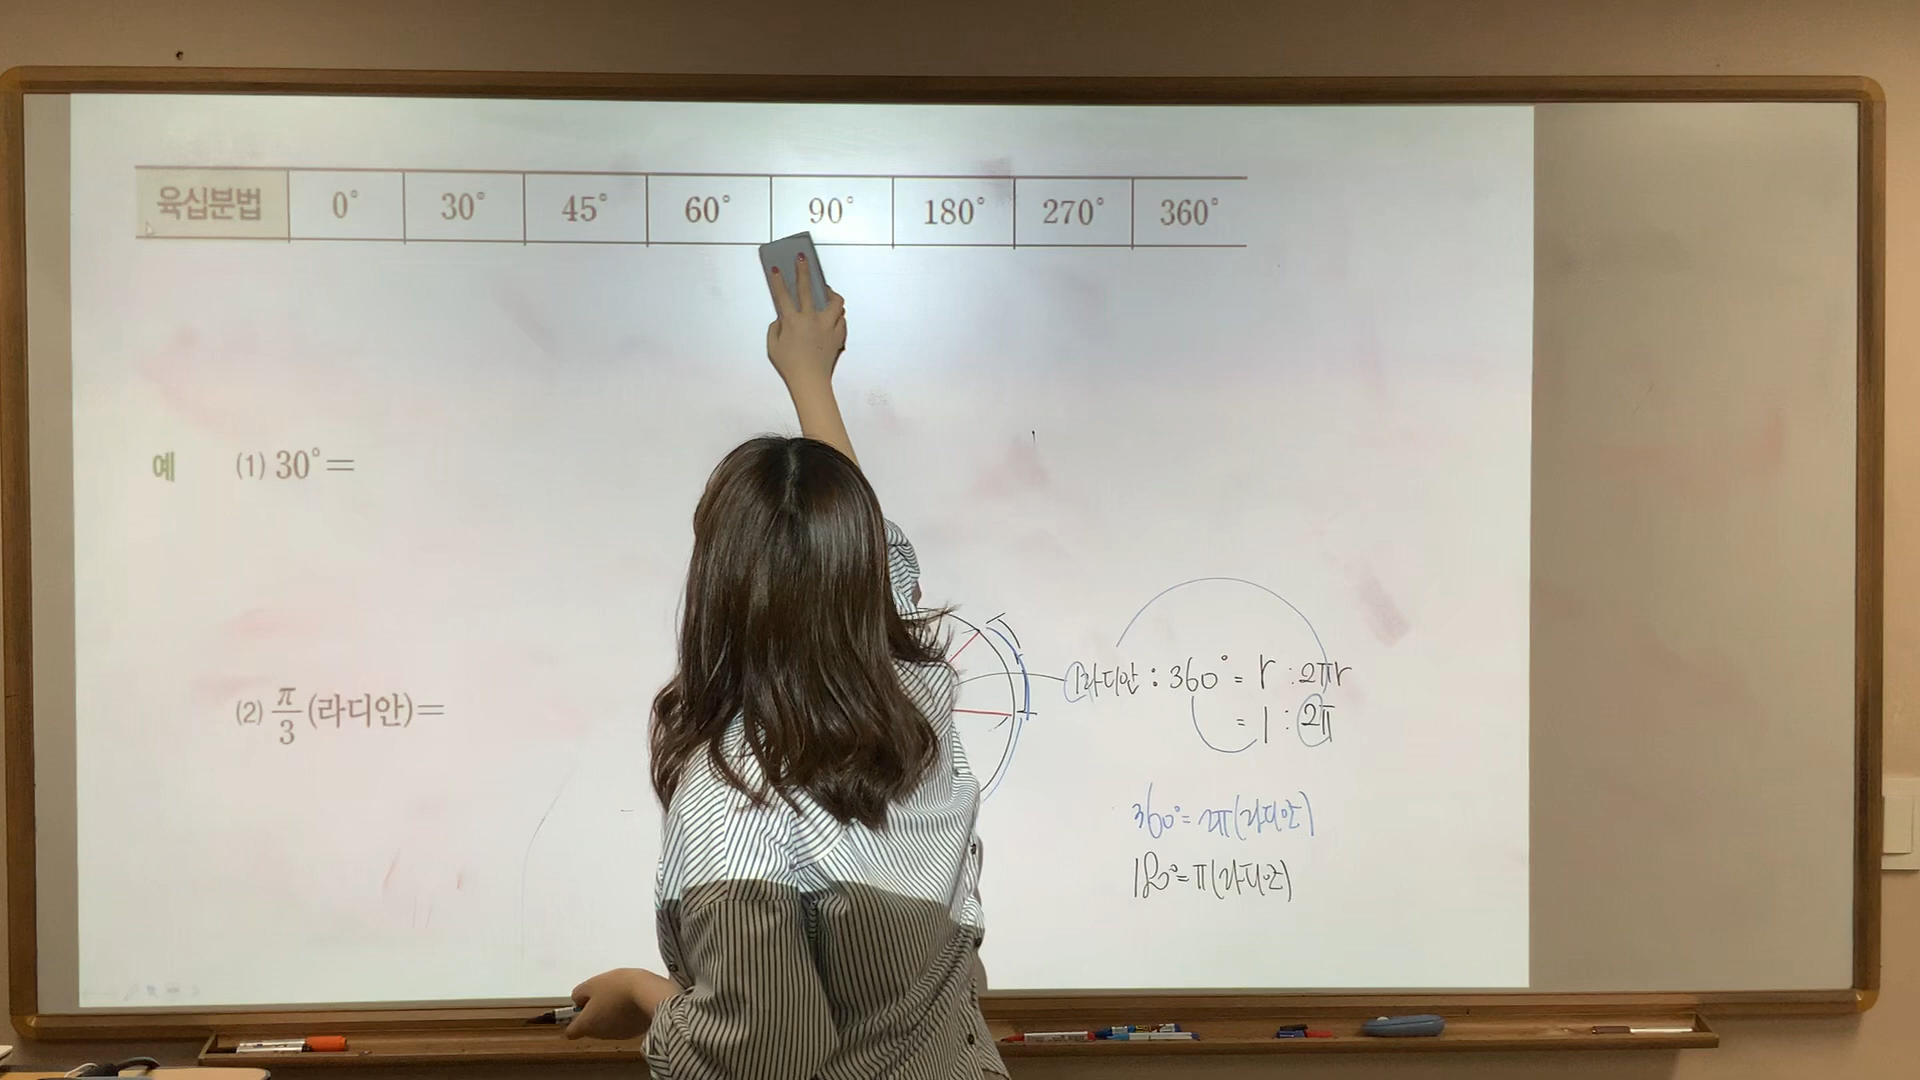 육십분법 0° 30° 45° 60° 90° 180° 270° 360°
예 (1) 30°=
(2) π/3 (라디안)=
1라디안 : 360° = r : 2πr
= 1 : 2π
360°= 2π(라디안)
180°= π(라디안)